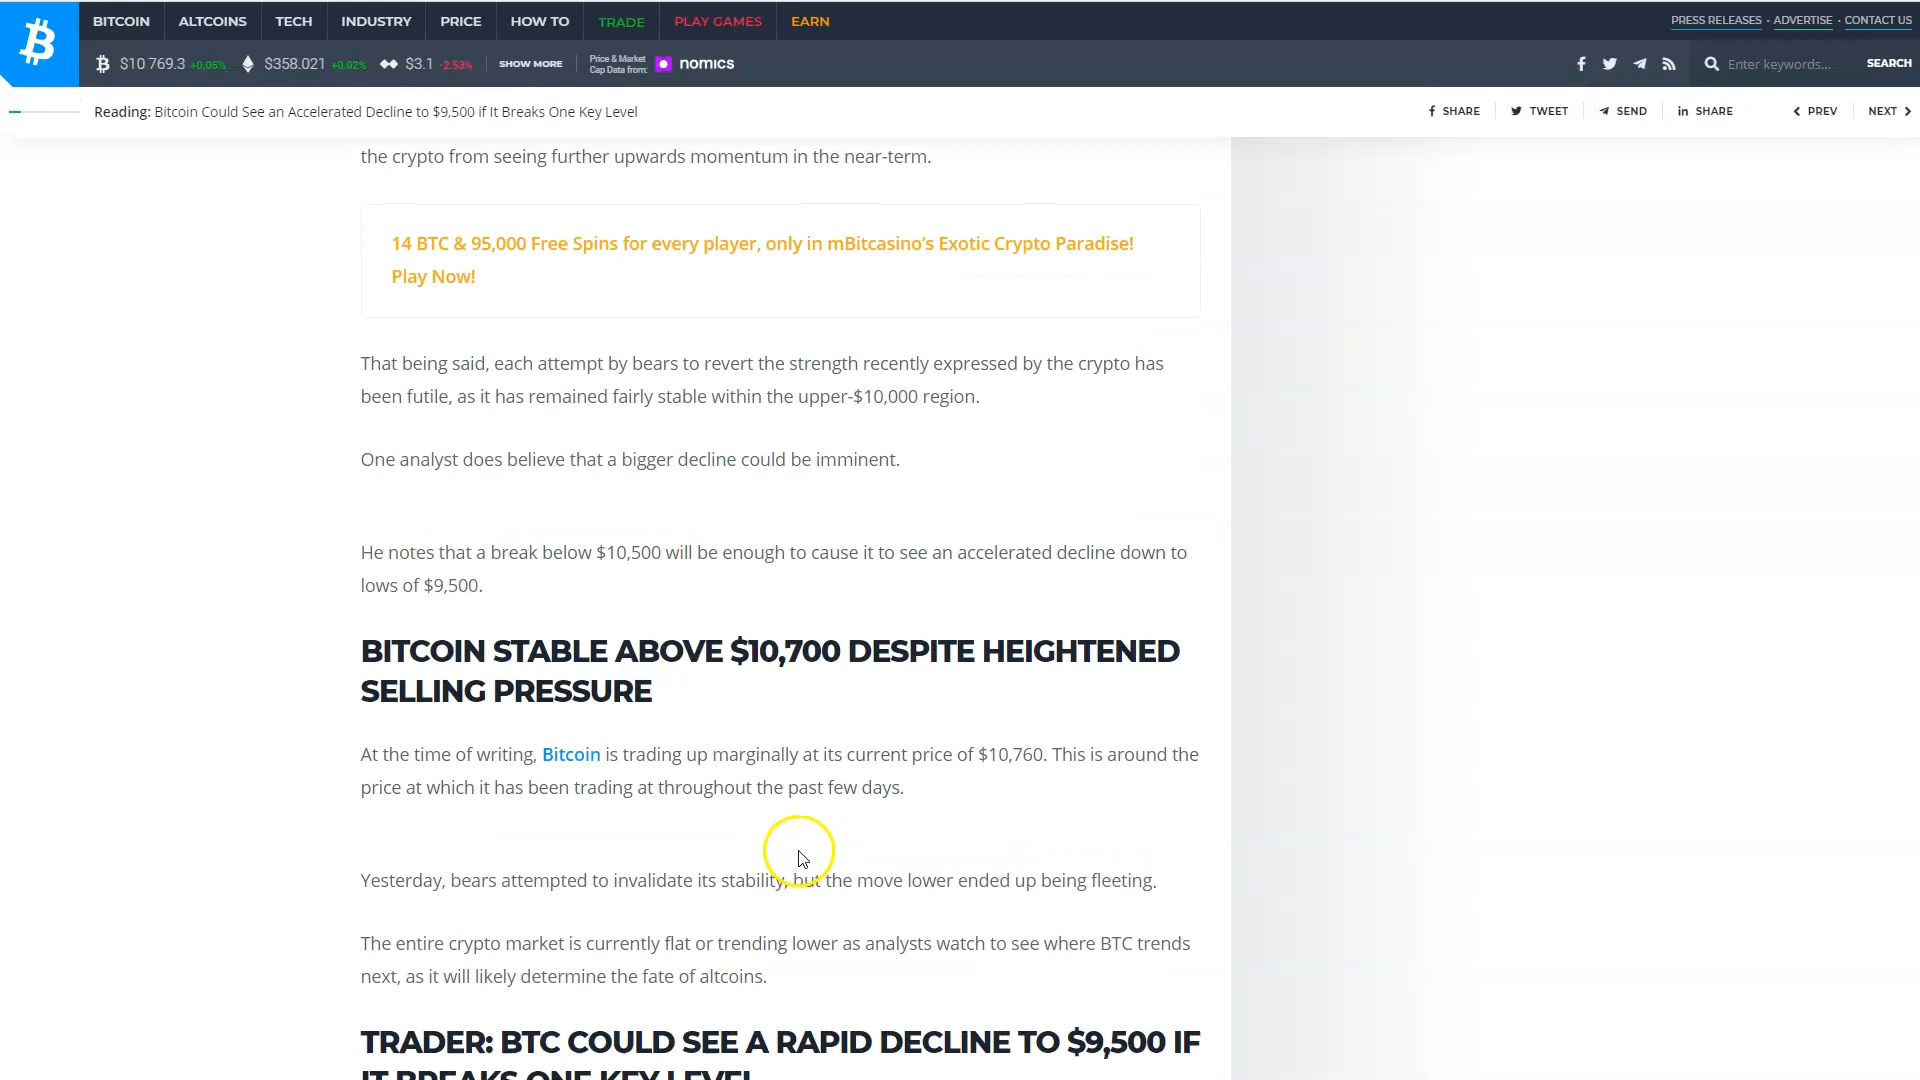 BITCOIN ALTCOINS TECH INDUSTRY PRICE HOW TO TRADE PLAY GAMES EARN PRESS RELEASES · ADVERTISE · CONTACT US
$10 769.3 +0.05% $358.021 +0.02% $3.1 -2.53% SHOW MORE Price & Market Cap Data from: nomics Enter keywords... SEARCH
Reading: Bitcoin Could See an Accelerated Decline to $9,500 if It Breaks One Key Level SHARE TWEET SEND SHARE PREV NEXT
the crypto from seeing further upwards momentum in the near-term.
14 BTC & 95,000 Free Spins for every player, only in mBitcasino's Exotic Crypto Paradise!
Play Now!
That being said, each attempt by bears to revert the strength recently expressed by the crypto has
been futile, as it has remained fairly stable within the upper-$10,000 region.
One analyst does believe that a bigger decline could be imminent.
He notes that a break below $10,500 will be enough to cause it to see an accelerated decline down to
lows of $9,500.
BITCOIN STABLE ABOVE $10,700 DESPITE HEIGHTENED
SELLING PRESSURE
At the time of writing, Bitcoin is trading up marginally at its current price of $10,760. This is around the
price at which it has been trading at throughout the past few days.
Yesterday, bears attempted to invalidate its stability, but the move lower ended up being fleeting.
The entire crypto market is currently flat or trending lower as analysts watch to see where BTC trends
next, as it will likely determine the fate of altcoins.
TRADER: BTC COULD SEE A RAPID DECLINE TO $9,500 IF
IT BREAKS ONE KEY LEVEL